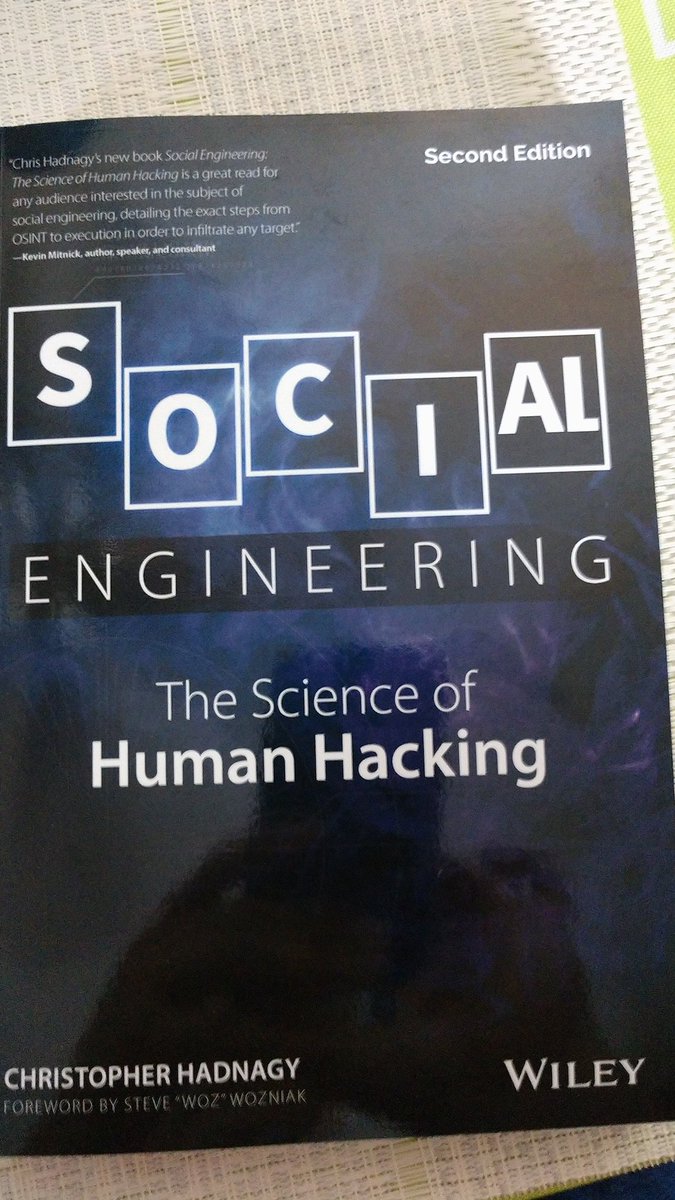 "Chris Hadnagy's new book Social Engineering:
The Science of Human Hacking is a great read for
any audience interested in the subject of
social engineering, detailing the exact steps from
OSINT to execution in order to infiltrate any target."
—Kevin Mitnick, author, speaker, and consultant
Second Edition
SOCIAL
ENGINEERING
The Science of
Human Hacking
CHRISTOPHER HADNAGY
FOREWORD BY STEVE "WOZ" WOZNIAK
WILEY